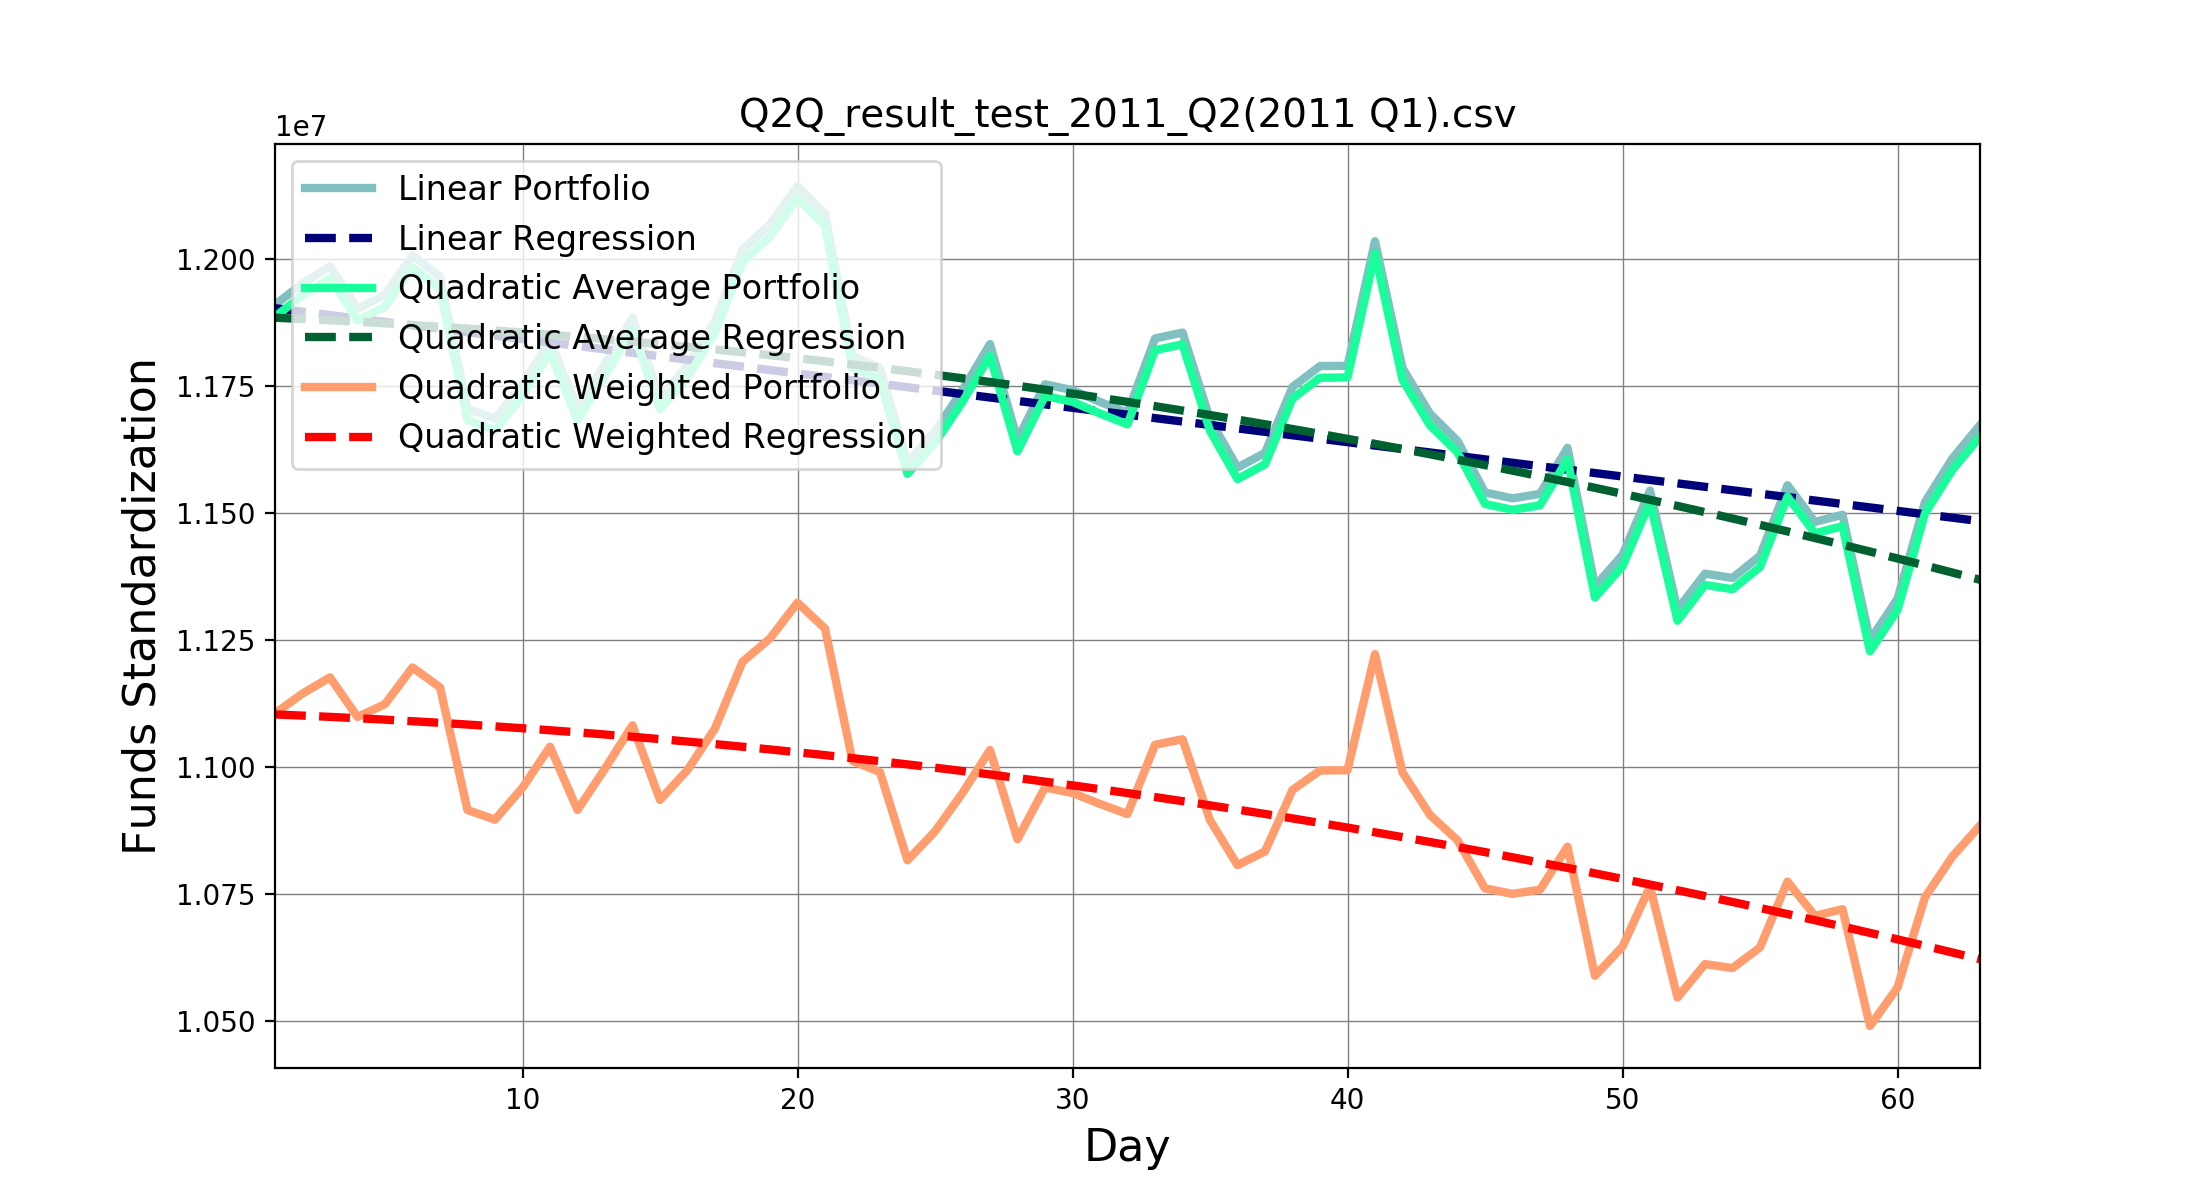 Q2Q_result_test_2011_Q2(2011 Q1).csv
1e7
Linear Portfolio
Linear Regression
Quadratic Average Portfolio
Quadratic Average Regression
Quadratic Weighted Portfolio
Quadratic Weighted Regression
Funds Standardization
1.200
1.175
1.150
1.125
1.100
1.075
1.050
10 20 30 40 50 60
Day